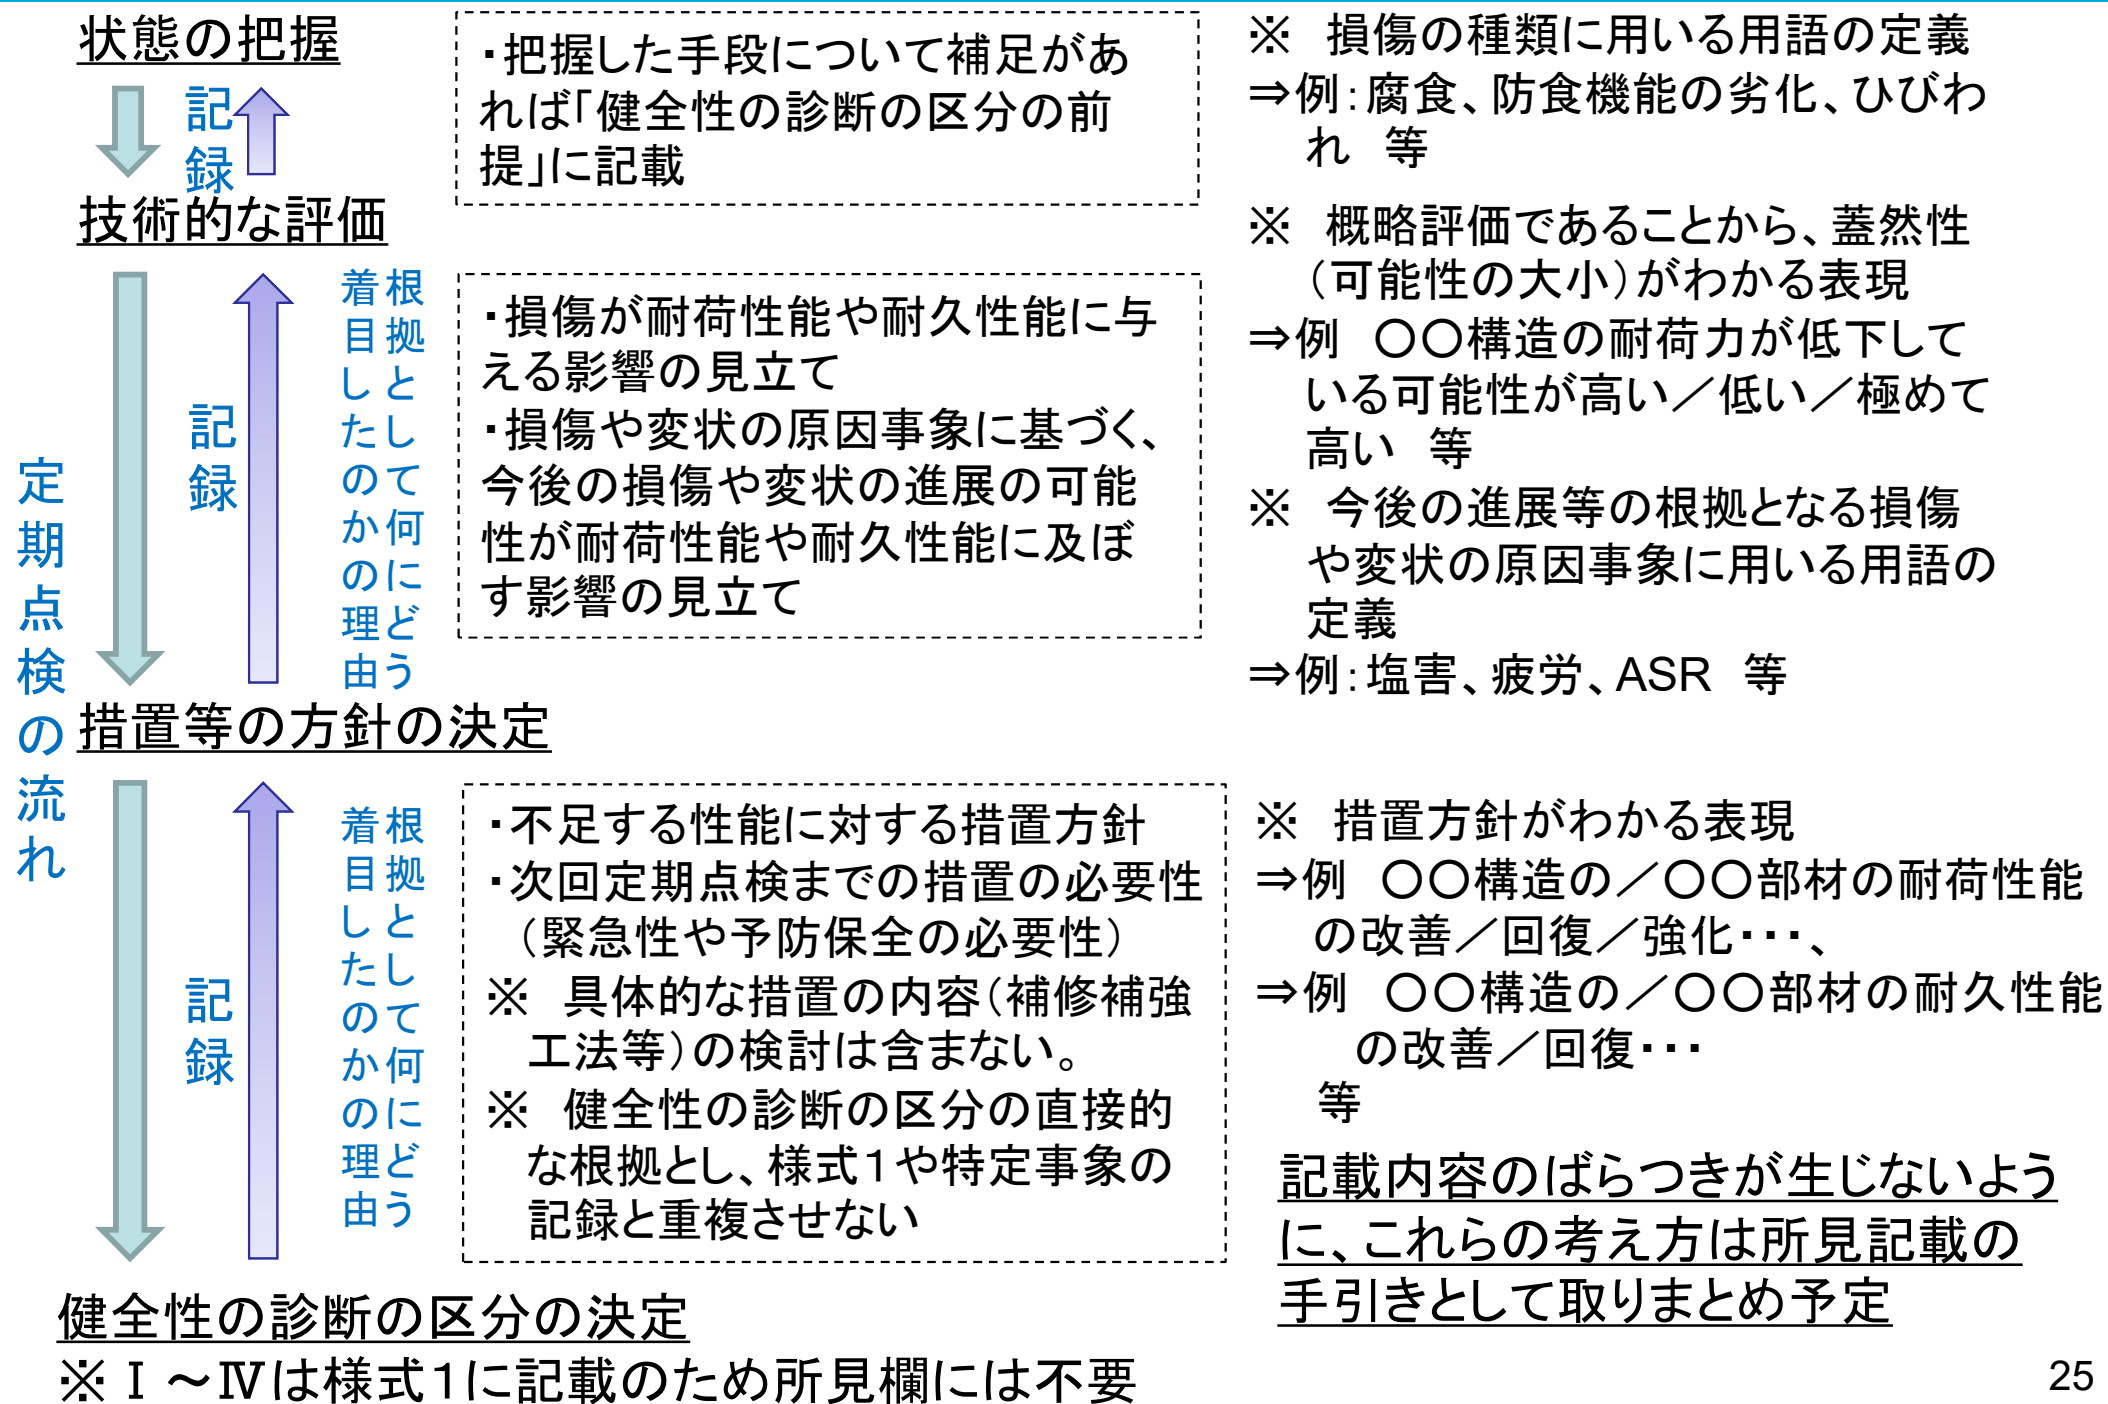 定期点検の流れ
状態の把握
記録
・把握した手段について補足があ
れば「健全性の診断の区分の前
提」に記載
※　損傷の種類に用いる用語の定義
⇒例：腐食、防食機能の劣化、ひびわ
れ　等
技術的な評価
記録
根拠として何にどう
着目したのかの理由
・損傷が耐荷性能や耐久性能に与
える影響の見立て
・損傷や変状の原因事象に基づく、
今後の損傷や変状の進展の可能
性が耐荷性能や耐久性能に及ぼ
す影響の見立て
※　概略評価であることから、蓋然性
（可能性の大小）がわかる表現
⇒例　〇〇構造の耐荷力が低下して
いる可能性が高い／低い／極めて
高い　等
※　今後の進展等の根拠となる損傷
や変状の原因事象に用いる用語の
定義
⇒例：塩害、疲労、ASR　等
措置等の方針の決定
記録
根拠として何にどう
着目したのかの理由
・不足する性能に対する措置方針
・次回定期点検までの措置の必要性
（緊急性や予防保全の必要性）
※　具体的な措置の内容（補修補強
工法等）の検討は含まない。
※　健全性の診断の区分の直接的
な根拠とし、様式１や特定事象の
記録と重複させない
※　措置方針がわかる表現
⇒例　〇〇構造の／〇〇部材の耐荷性能
の改善／回復／強化・・・、
⇒例　〇〇構造の／〇〇部材の耐久性能
の改善／回復・・・
等
記載内容のばらつきが生じないよう
に、これらの考え方は所見記載の
手引きとして取りまとめ予定
健全性の診断の区分の決定
※Ⅰ～Ⅳは様式１に記載のため所見欄には不要
25